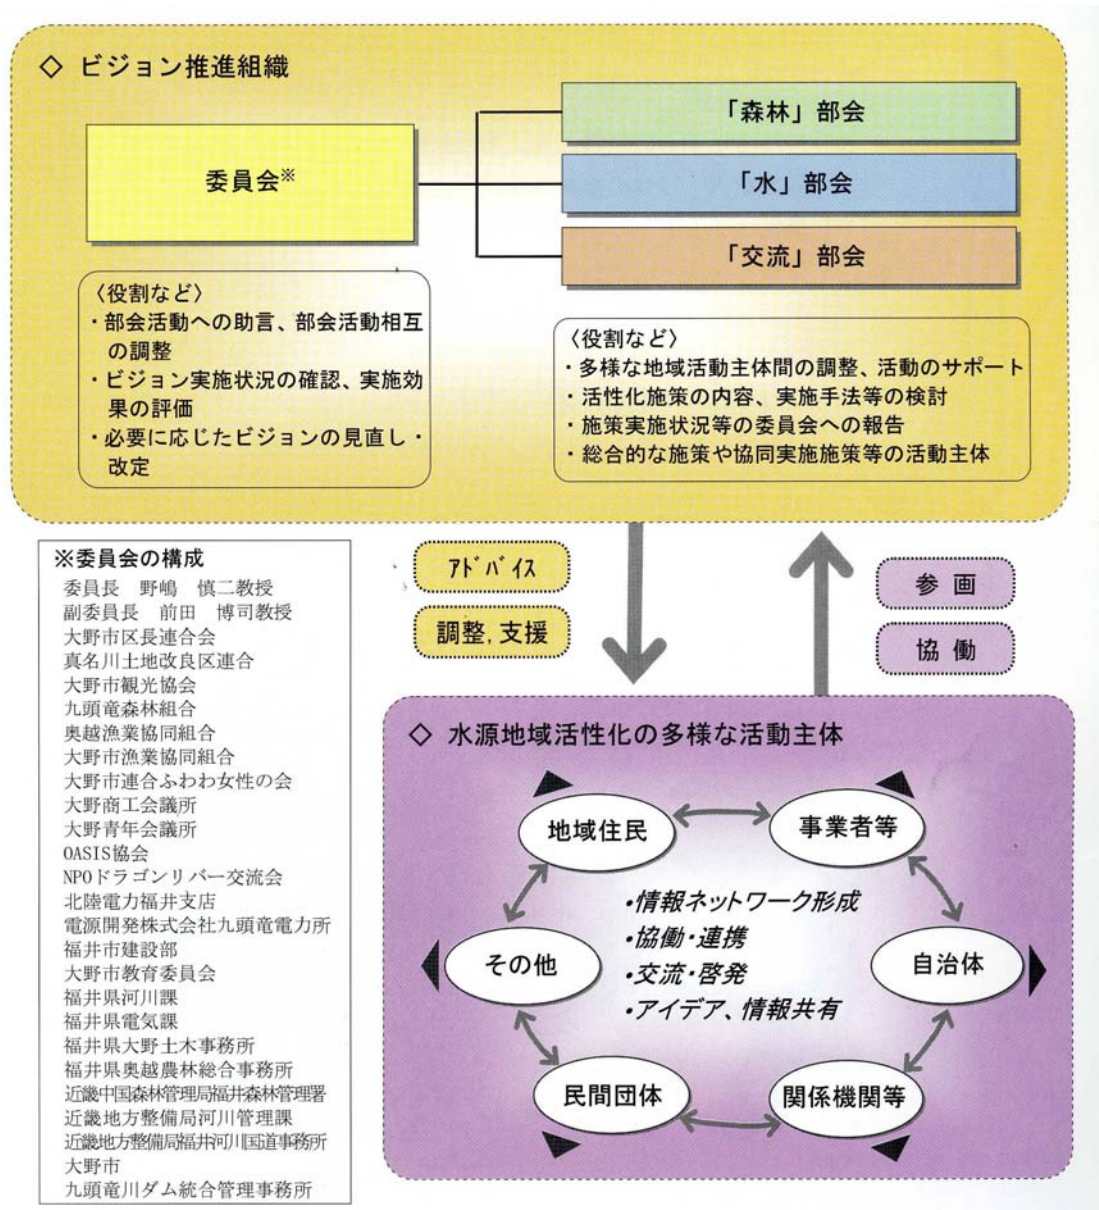 ◇ ビジョン推進組織
委員会※
「森林」部会
「水」部会
「交流」部会
〈役割など〉
・部会活動への助言、部会活動相互
の調整
・ビジョン実施状況の確認、実施効
果の評価
・必要に応じたビジョンの見直し・
改定
〈役割など〉
・多様な地域活動主体間の調整、活動のサポート
・活性化施策の内容、実施手法等の検討
・施策実施状況等の委員会への報告
・総合的な施策や協同実施施策等の活動主体
アドバイス
調整,支援
参画
協働
※委員会の構成
委員長 野嶋 慎二教授
副委員長 前田 博司教授
大野市区長連合会
真名川土地改良区連合
大野市観光協会
九頭竜森林組合
奥越漁業協同組合
大野市漁業協同組合
大野市連合ふわわ女性の会
大野商工会議所
大野青年会議所
OASIS協会
NPOドラゴンリバー交流会
北陸電力福井支店
電源開発株式会社九頭竜電力所
福井市建設部
大野市教育委員会
福井県河川課
福井県電気課
福井県大野土木事務所
福井県奥越農林総合事務所
近畿中国森林管理局福井森林管理署
近畿地方整備局河川管理課
近畿地方整備局福井河川国道事務所
大野市
九頭竜川ダム統合管理事務所
◇ 水源地域活性化の多様な活動主体
地域住民
事業者等
その他
自治体
民間団体
関係機関等
・情報ネットワーク形成
・協働・連携
・交流・啓発
・アイデア、情報共有